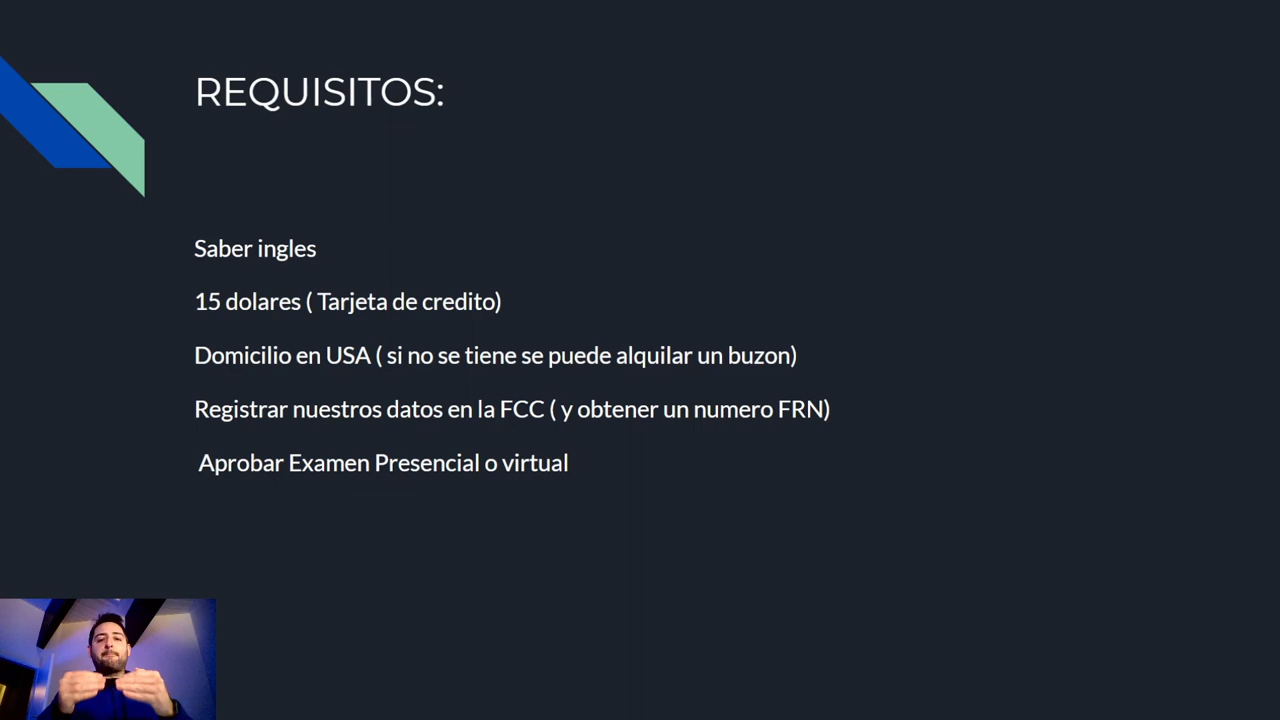 REQUISITOS:
Saber ingles
15 dolares ( Tarjeta de credito)
Domicilio en USA ( si no se tiene se puede alquilar un buzon)
Registrar nuestros datos en la FCC ( y obtener un numero FRN)
Aprobar Examen Presencial o virtual